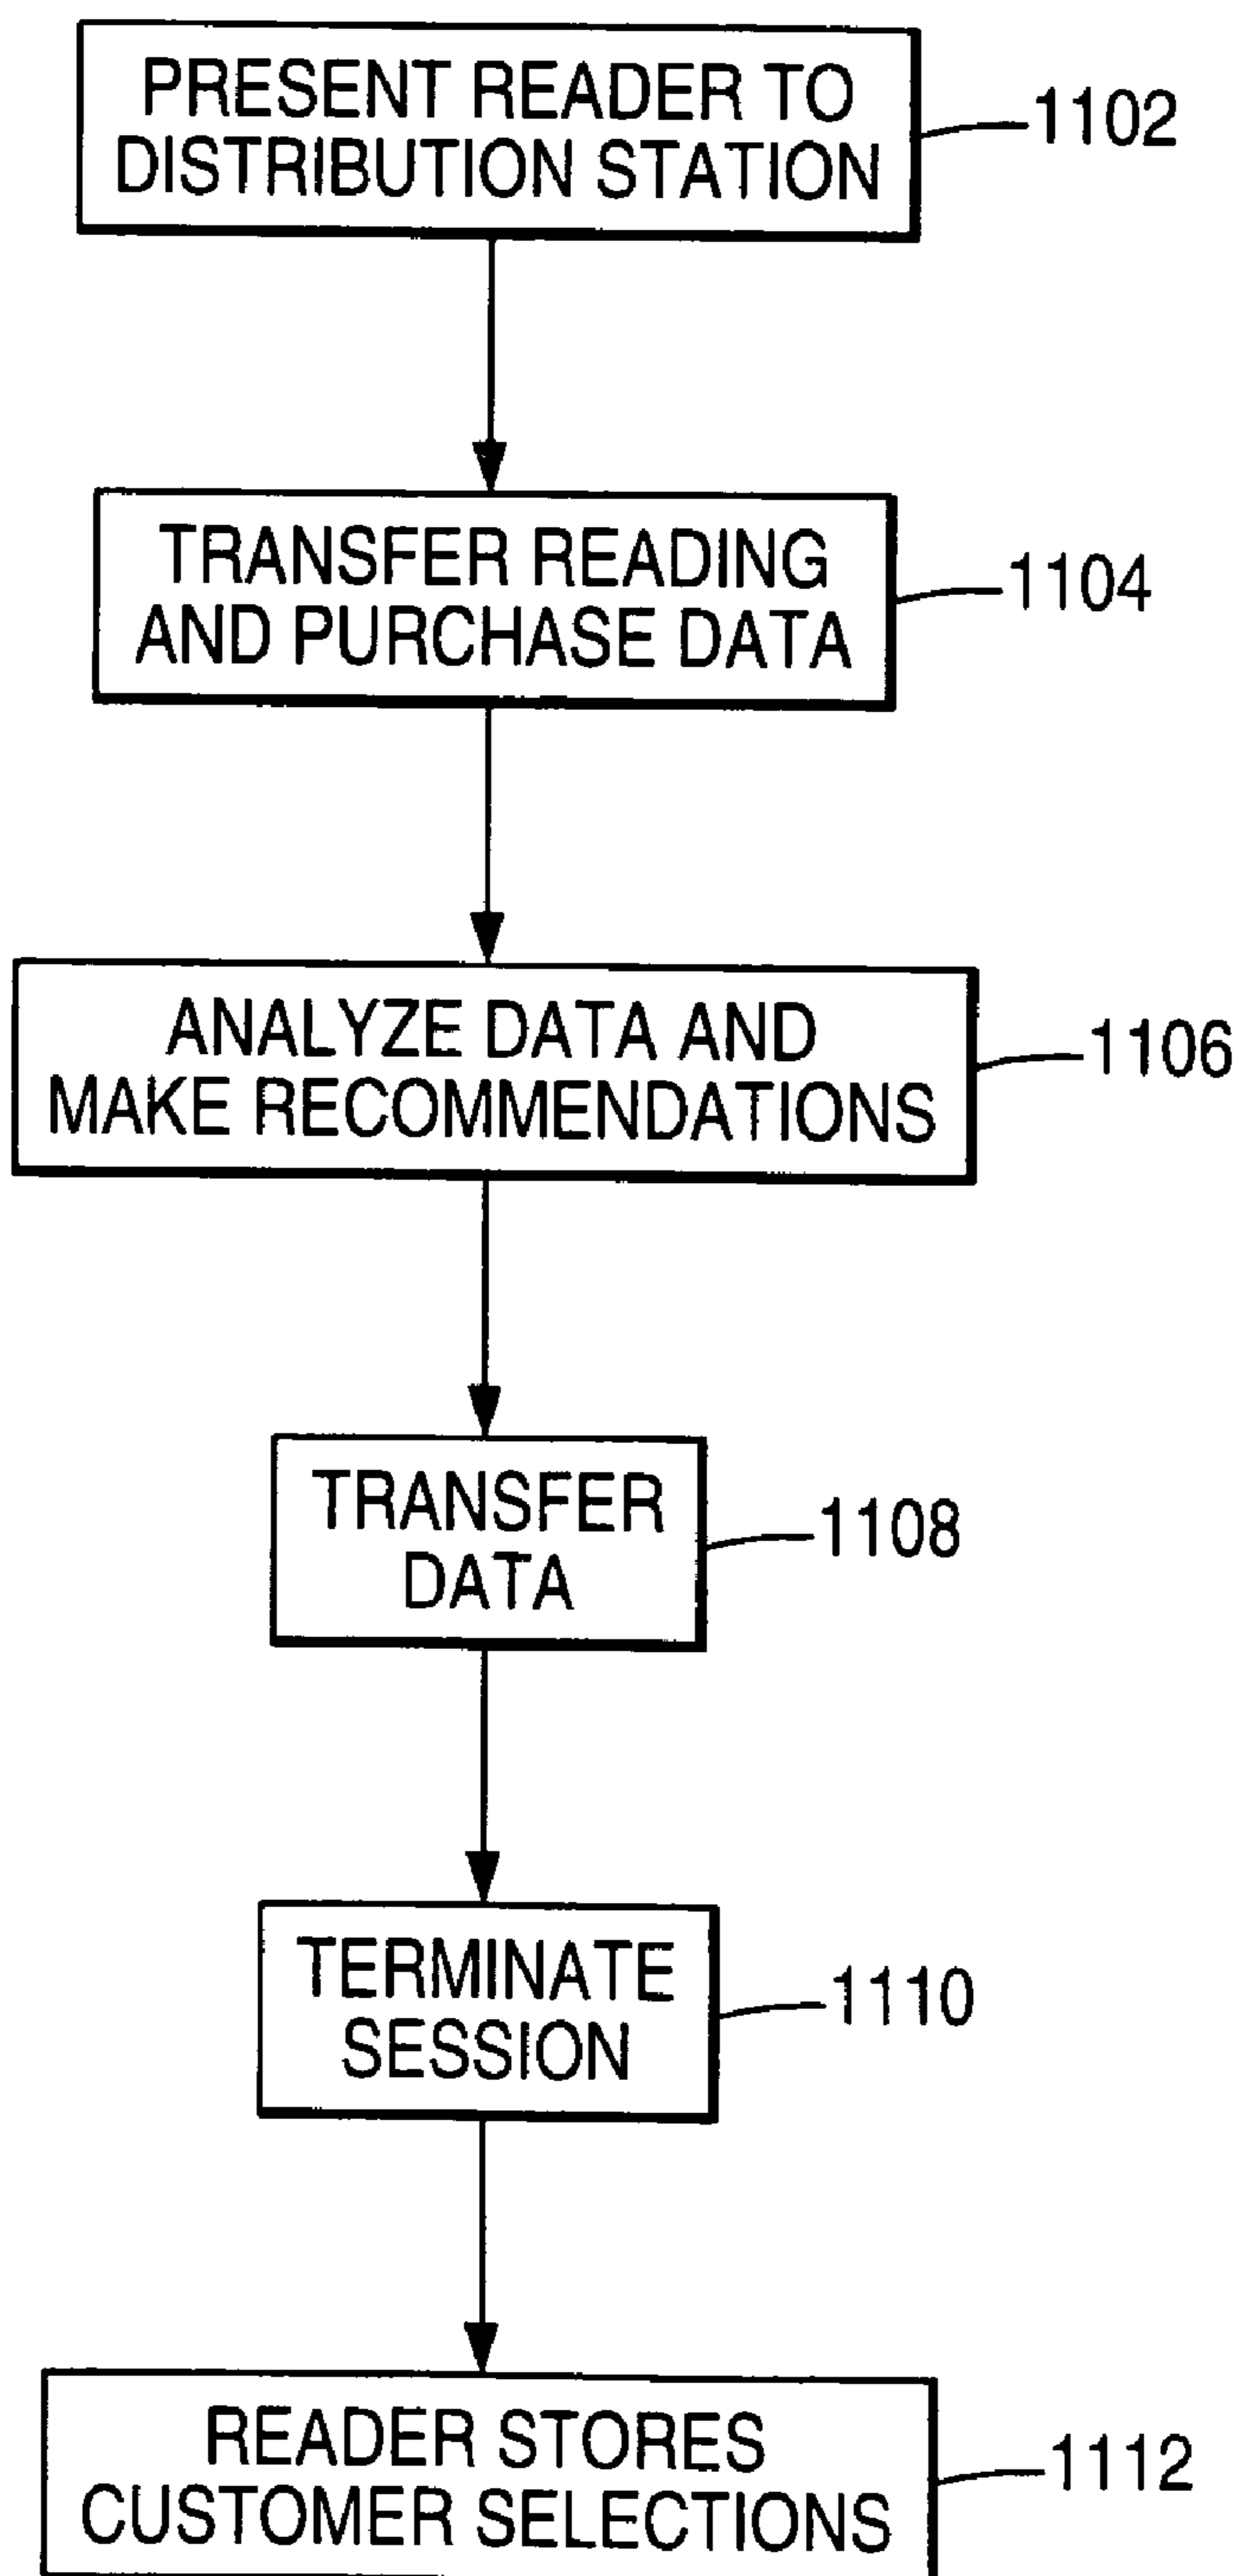 PRESENT READER TO
DISTRIBUTION STATION
1102
TRANSFER READING
AND PURCHASE DATA
1104
ANALYZE DATA AND
MAKE RECOMMENDATIONS
1106
TRANSFER
DATA
1108
TERMINATE
SESSION
1110
READER STORES
CUSTOMER SELECTIONS
1112